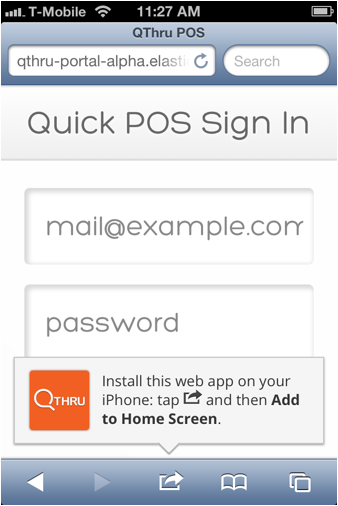 T-Mobile 11:27 AM
QThru POS
qthru-portal-alpha.elasti
Search
Quick POS Sign In
mail@example.com
password
QTHRU
Install this web app on your
iPhone: tap and then Add
to Home Screen.